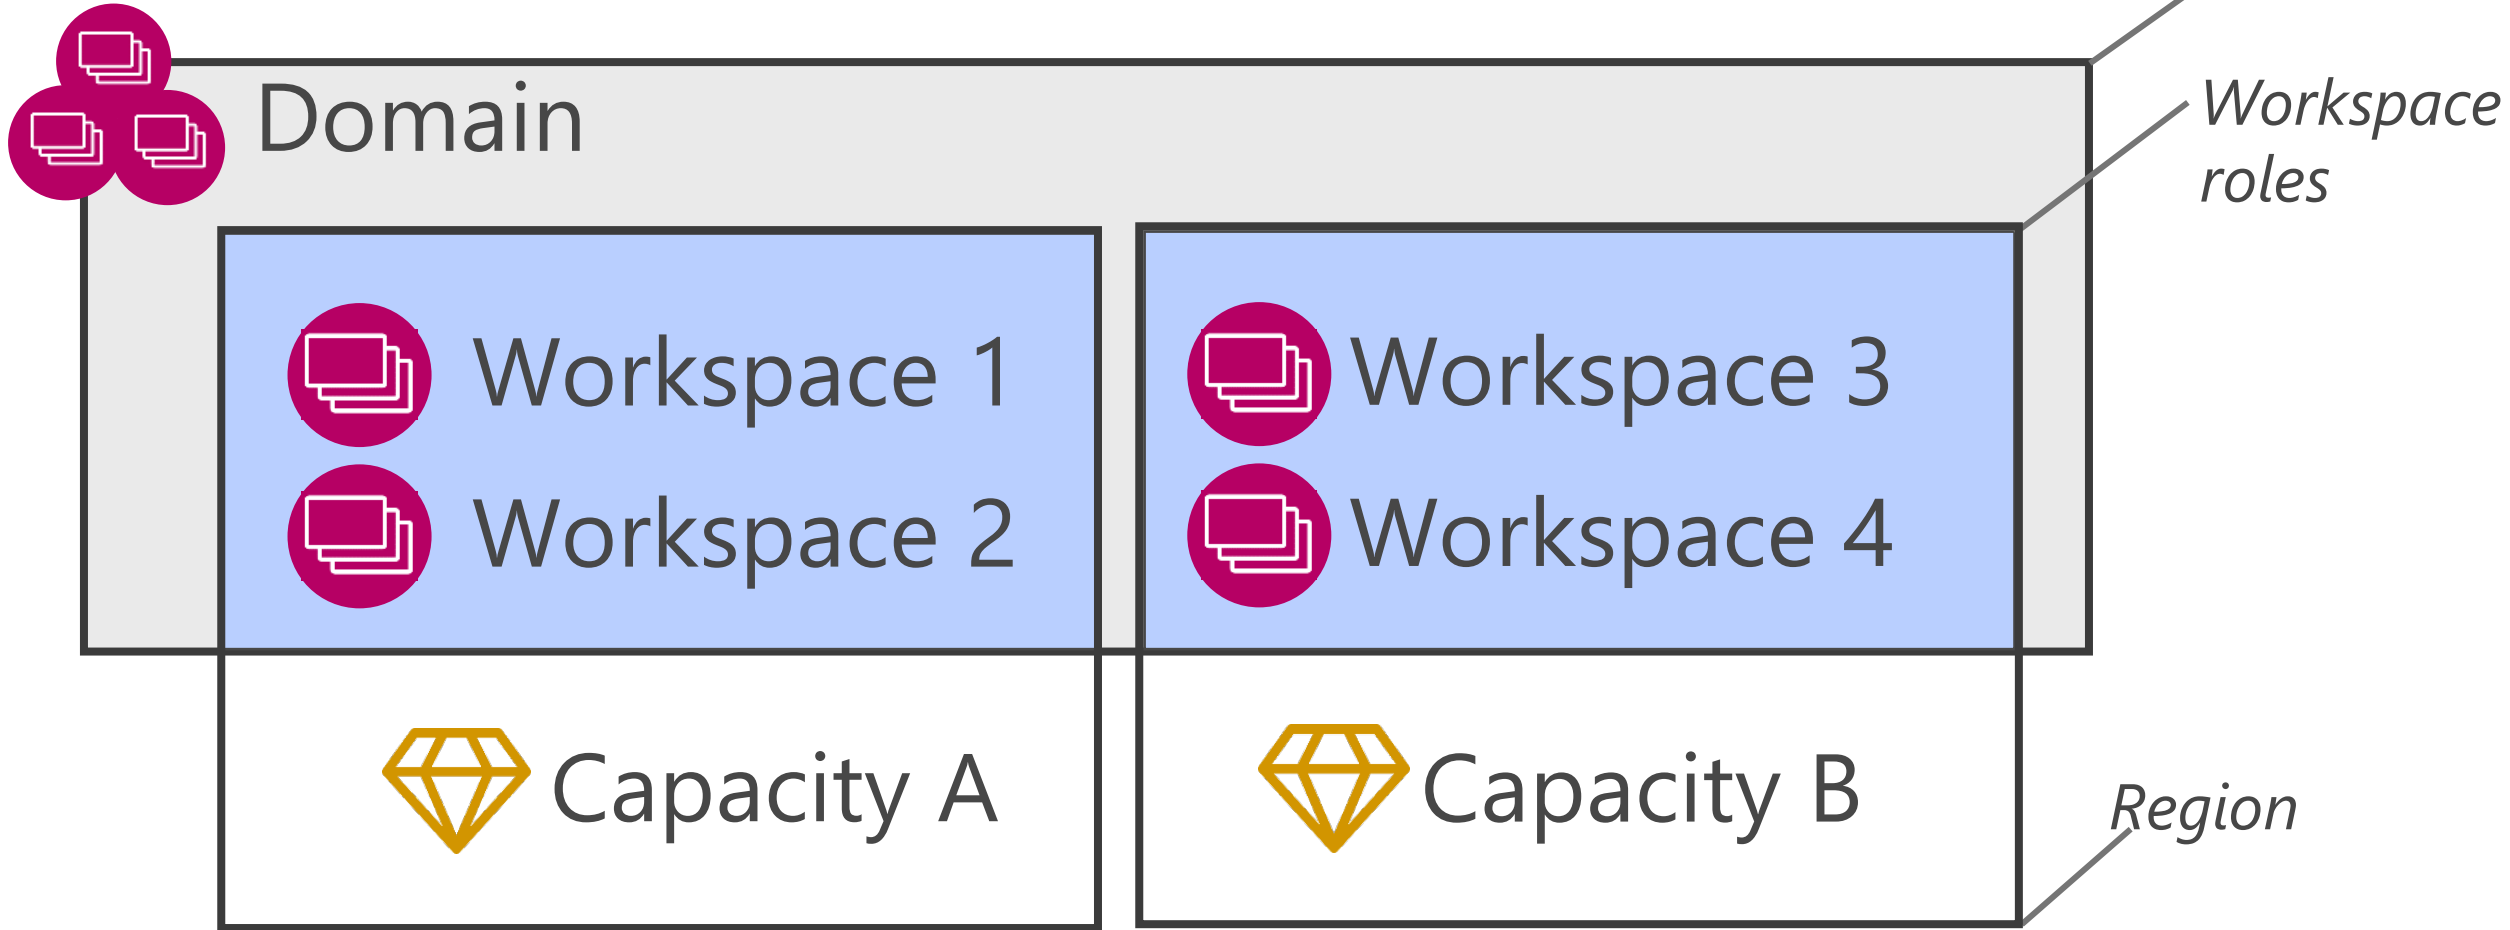 Domain
Workspace
roles
Workspace 1
Workspace 3
Workspace 2
Workspace 4
Capacity A
Capacity B
Region